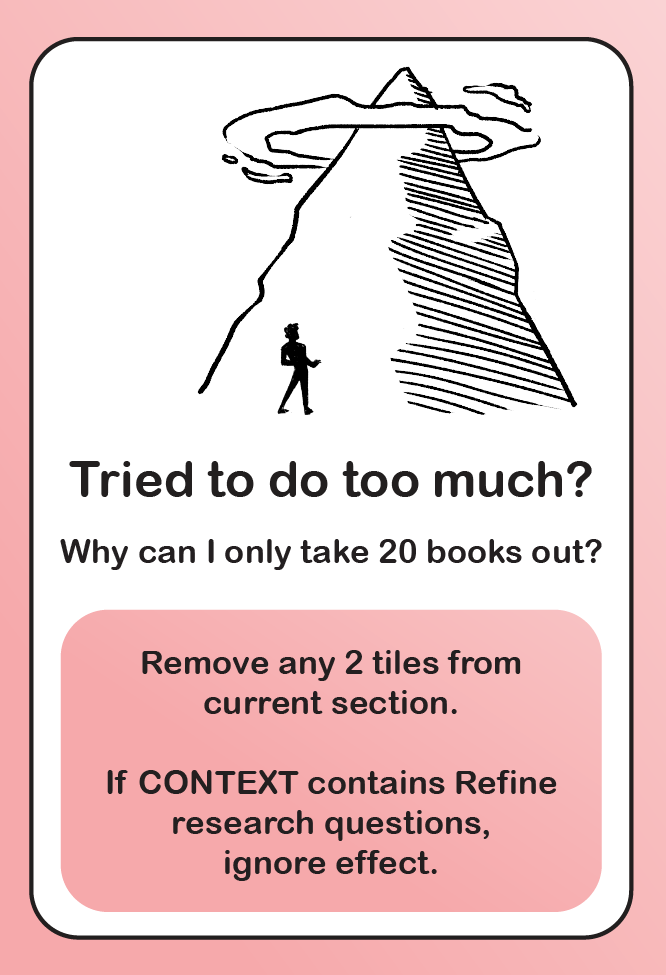 Tried to do too much?
Why can I only take 20 books out?
Remove any 2 tiles from
current section.
If CONTEXT contains Refine
research questions,
ignore effect.